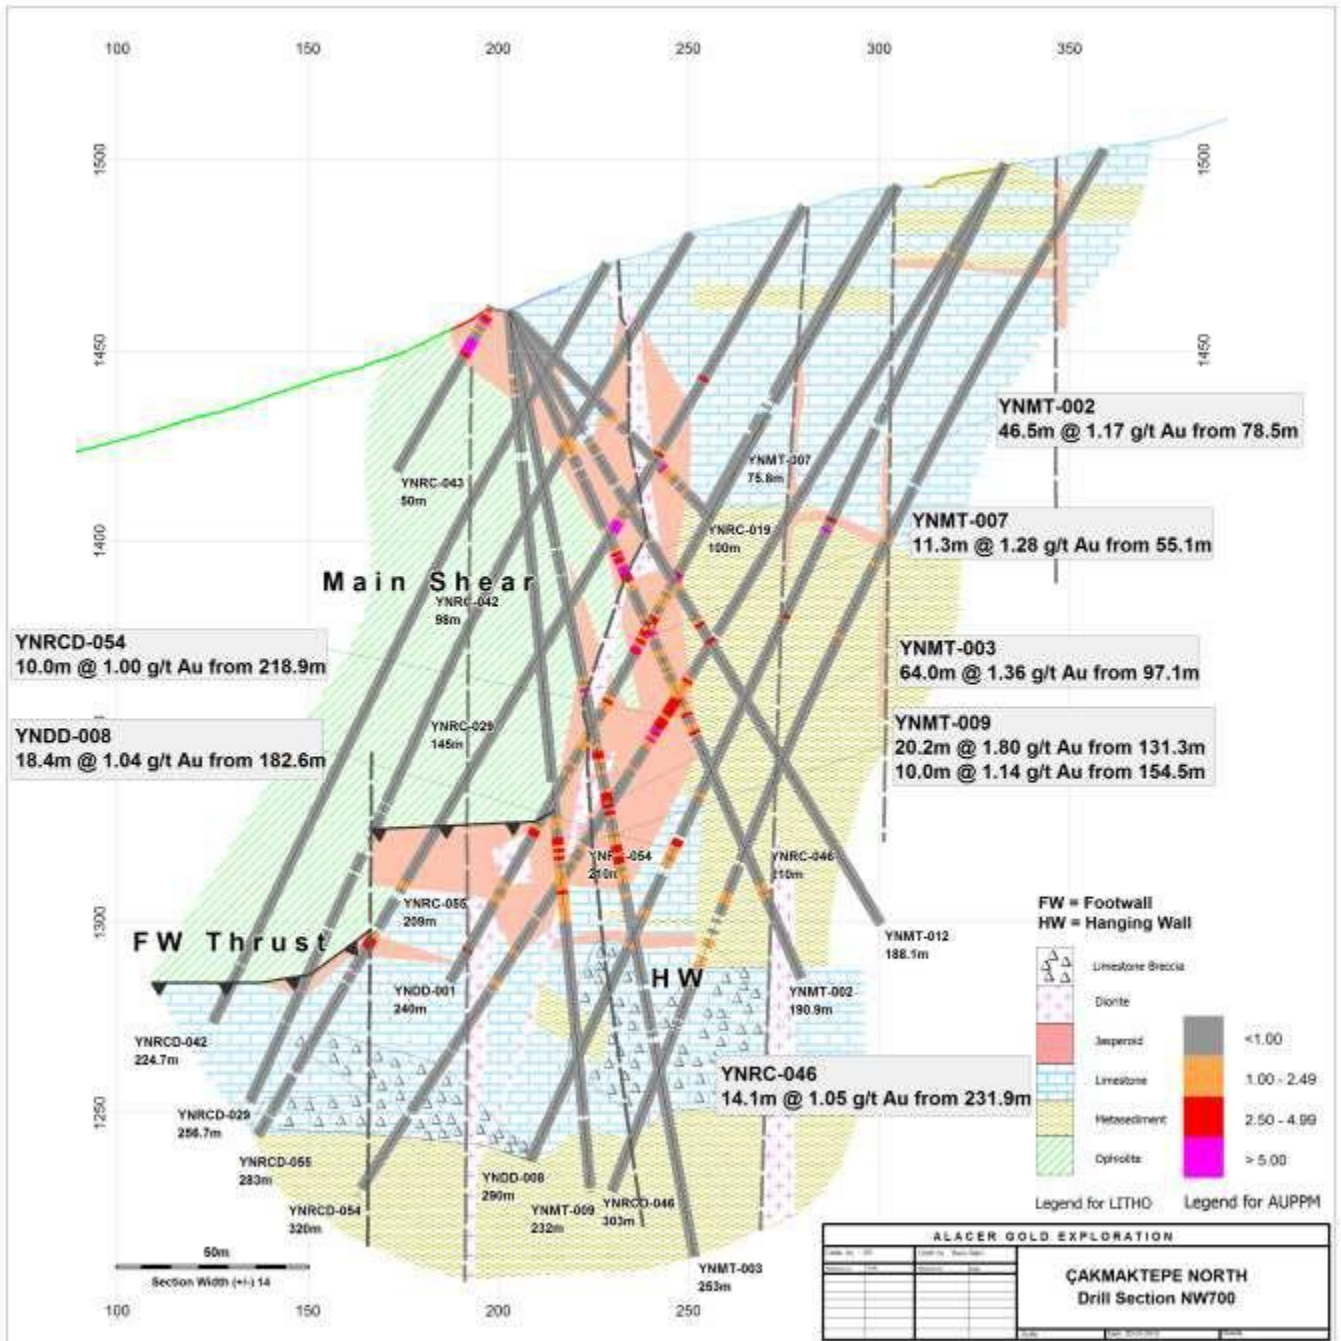 100 150 200 250 300 350
1500 1500
1450 1450
YNMT-002
46.5m @ 1.17 g/t Au from 78.5m
YNMT-007
75.8m
YNRC-043
50m
YNMT-007
11.3m @ 1.28 g/t Au from 55.1m
YNRC-019
100m
1400
Main Shear
YNRC-042
98m
YNRCD-054
10.0m @ 1.00 g/t Au from 218.9m
YNMT-003
64.0m @ 1.36 g/t Au from 97.1m
YNDD-008
18.4m @ 1.04 g/t Au from 182.6m
YNRC-029
145m
YNMT-009
20.2m @ 1.80 g/t Au from 131.3m
10.0m @ 1.14 g/t Au from 154.5m
210m
YNRC-046
210m
YNRC-055
209m
1300
FW Thrust
FW = Footwall
HW = Hanging Wall
YNMT-012
188.1m
HW
Limestone Breccia
YNDD-001
240m
YNMT-002
190.9m
Diorite
YNRCD-042
224.7m
Jasperoid
<1.00
YNRC-046
14.1m @ 1.05 g/t Au from 231.9m
Limestone
1.00 - 2.49
1250
YNRCD-029
256.7m
Metasediment
2.50 - 4.99
YNRCD-055
283m
Ophiolite
> 5.00
YNDD-008
290m
YNMT-009
232m
YNRCD-046
303m
YNRCD-054
320m
Legend for LITHO
Legend for AUPPM
50m
Section Width (+/-) 14
YNMT-003
253m
ALACER GOLD EXPLORATION
ÇAKMAKTEPE NORTH
Drill Section NW700
100 150 200 250